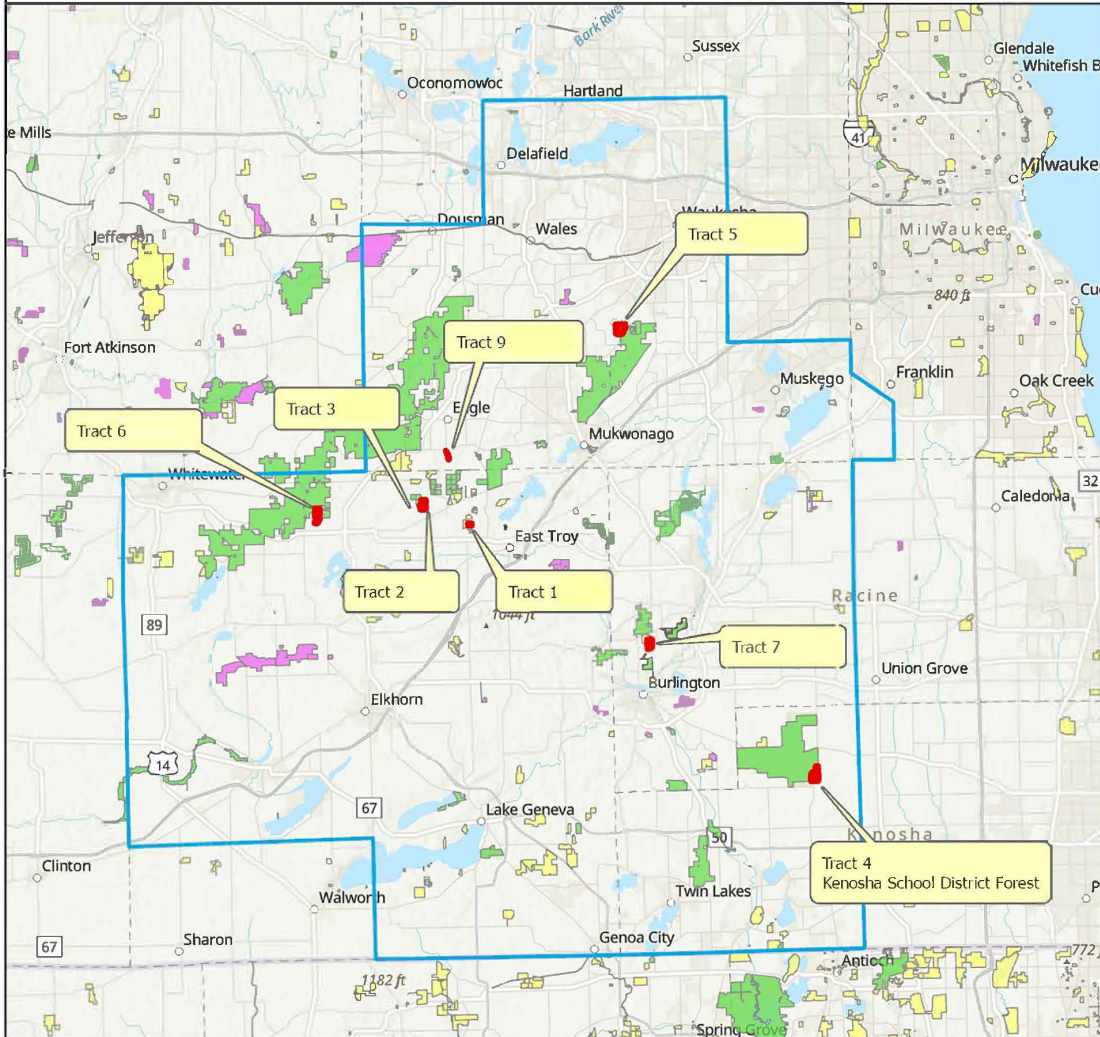 Bark River
Sussex
Glendale
Whitefish B
Oconomowoc
Hartland
41
e Mills
Delafield
Milwaukee
Dousman
Waukesha
Wales
Tract 5
Milwaukee
Jefferson
840 ft
Cu
Fort Atkinson
Tract 9
Muskego
Franklin
Oak Creek
Tract 3
Eagle
Tract 6
Mukwonago
Whitewater
32
Caledonia
East Troy
Tract 2
Tract 1
1044 ft
Racine
89
Tract 7
Union Grove
Burlington
Elkhorn
14
67
Lake Geneva
50
Kenosha
Clinton
Tract 4
Kenosha School District Forest
Walworth
Twin Lakes
P
67
Sharon
Genoa City
772
Antioch
1182 ft
Spring Grove